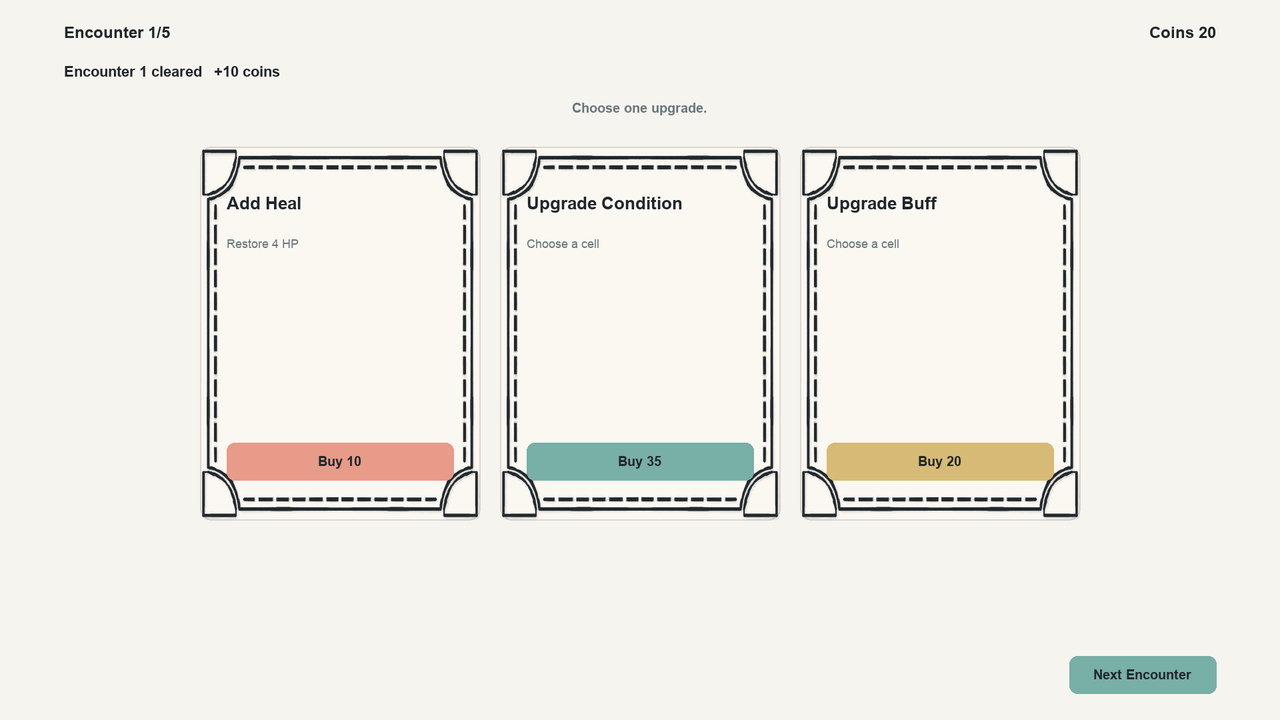 Encounter 1/5
Coins 20
Encounter 1 cleared +10 coins
Choose one upgrade.
Add Heal
Restore 4 HP
Buy 10
Upgrade Condition
Choose a cell
Buy 35
Upgrade Buff
Choose a cell
Buy 20
Next Encounter